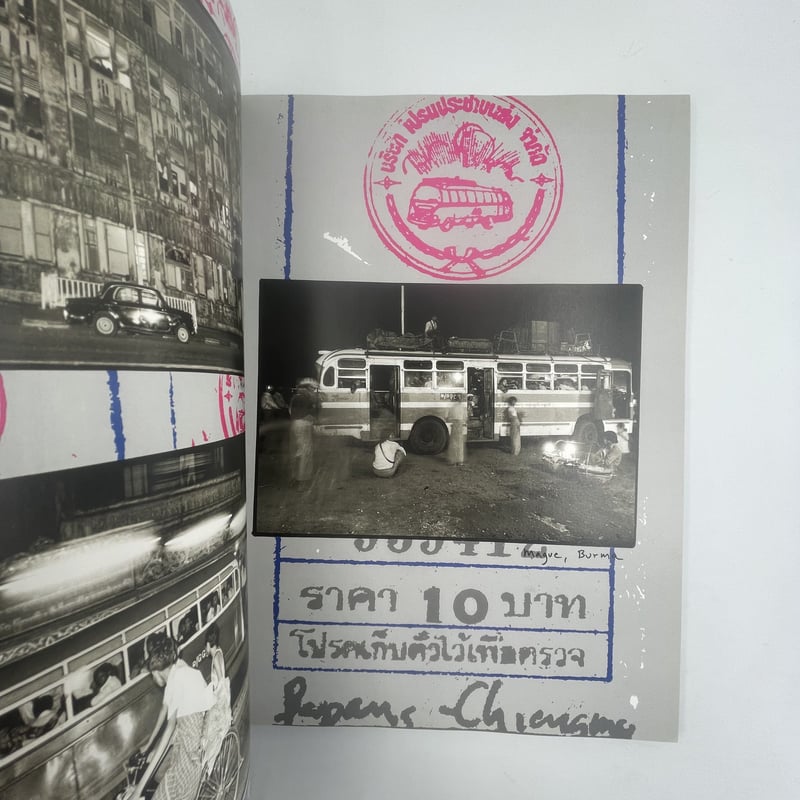 บริษัท เปรมประชาขนส่ง จำกัด
Magwe, Burma
ราคา 10 บาท
โปรดเก็บตั๋วไว้เพื่อตรวจ
Chiengmai